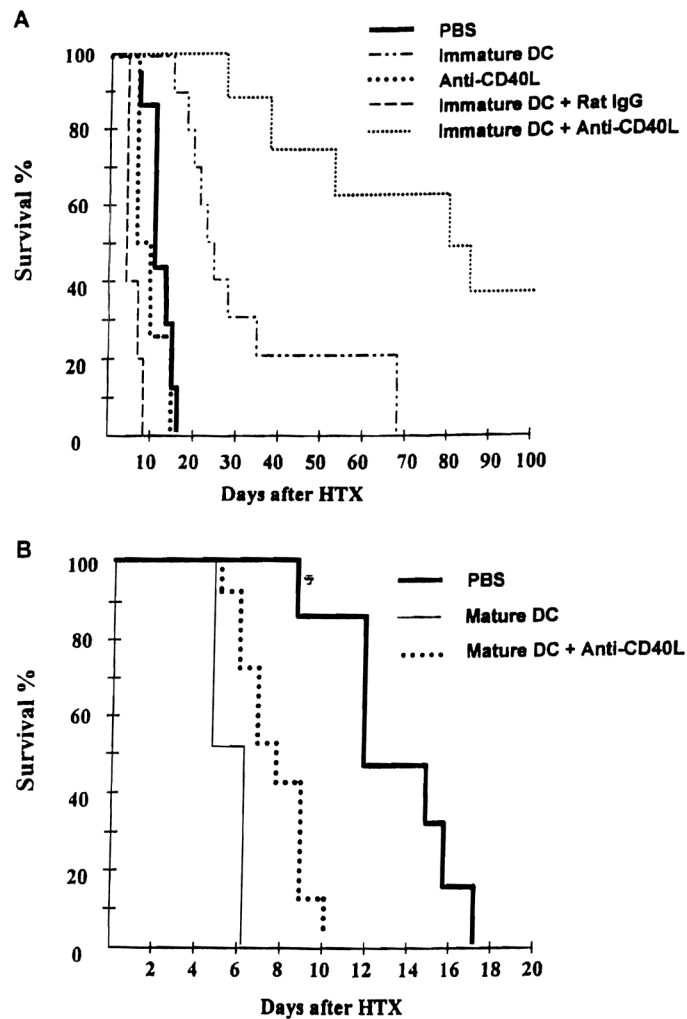 A
PBS
Immature DC
Anti-CD40L
Immature DC + Rat IgG
Immature DC + Anti-CD40L
Survival %
100
80
60
40
20
0
10 20 30 40 50 60 70 80 90 100
Days after HTX
B
PBS
Mature DC
Mature DC + Anti-CD40L
Survival %
100
80
60
40
20
0
2 4 6 8 10 12 14 16 18 20
Days after HTX